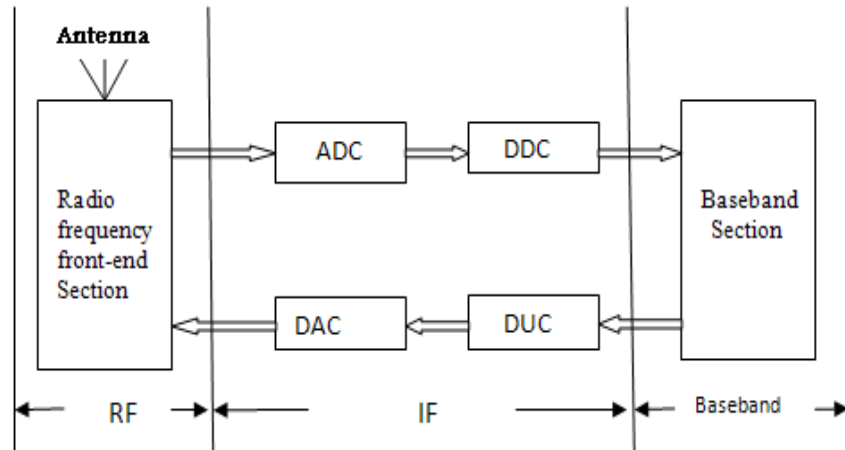 Antenna
Radio
frequency
front-end
Section
ADC
DDC
Baseband
Section
DAC
DUC
RF
IF
Baseband